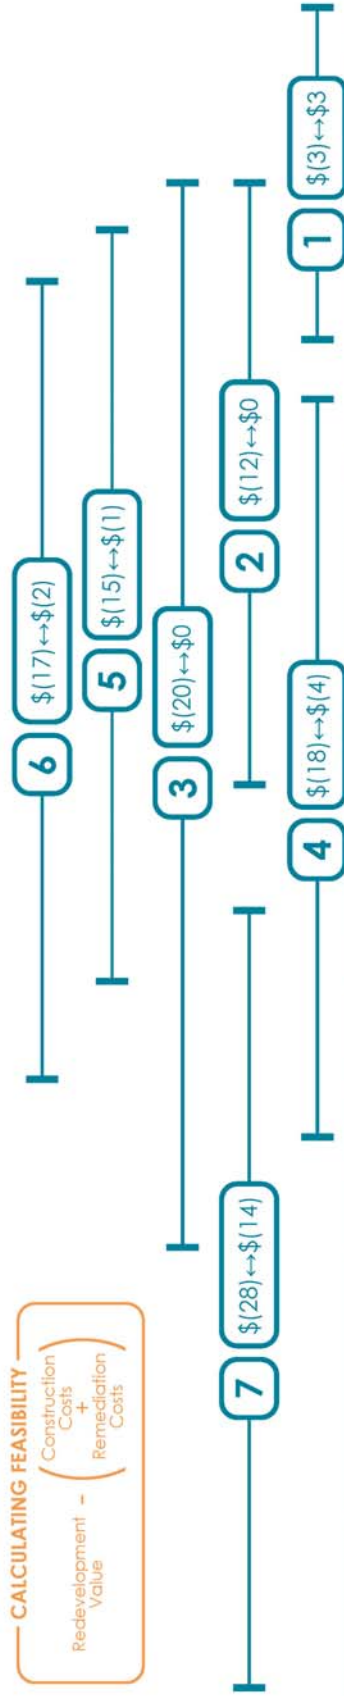 CALCULATING FEASIBILITY
Redevelopment
Value
–
(
Construction
Costs
+
Remediation
Costs
)
6
$(17)↔$(2)
5
$(15)↔$(1)
3
$(20)↔$0
7
$(28)↔$(14)
2
$(12)↔$0
4
$(18)↔$(4)
1
$(3)↔$3